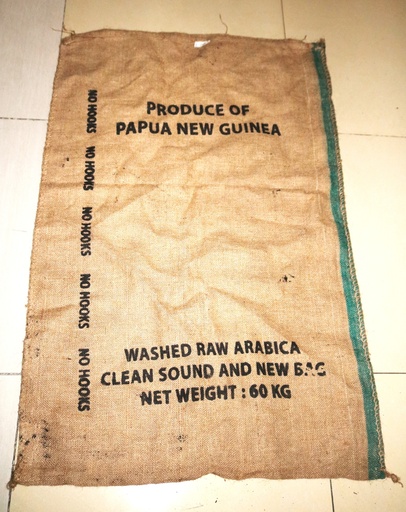 PRODUCE OF
PAPUA NEW GUINEA
NO HOOKS
NO HOOKS
NO HOOKS
NO HOOKS
NO HOOKS
WASHED RAW ARABICA
CLEAN SOUND AND NEW BAG
NET WEIGHT : 60 KG